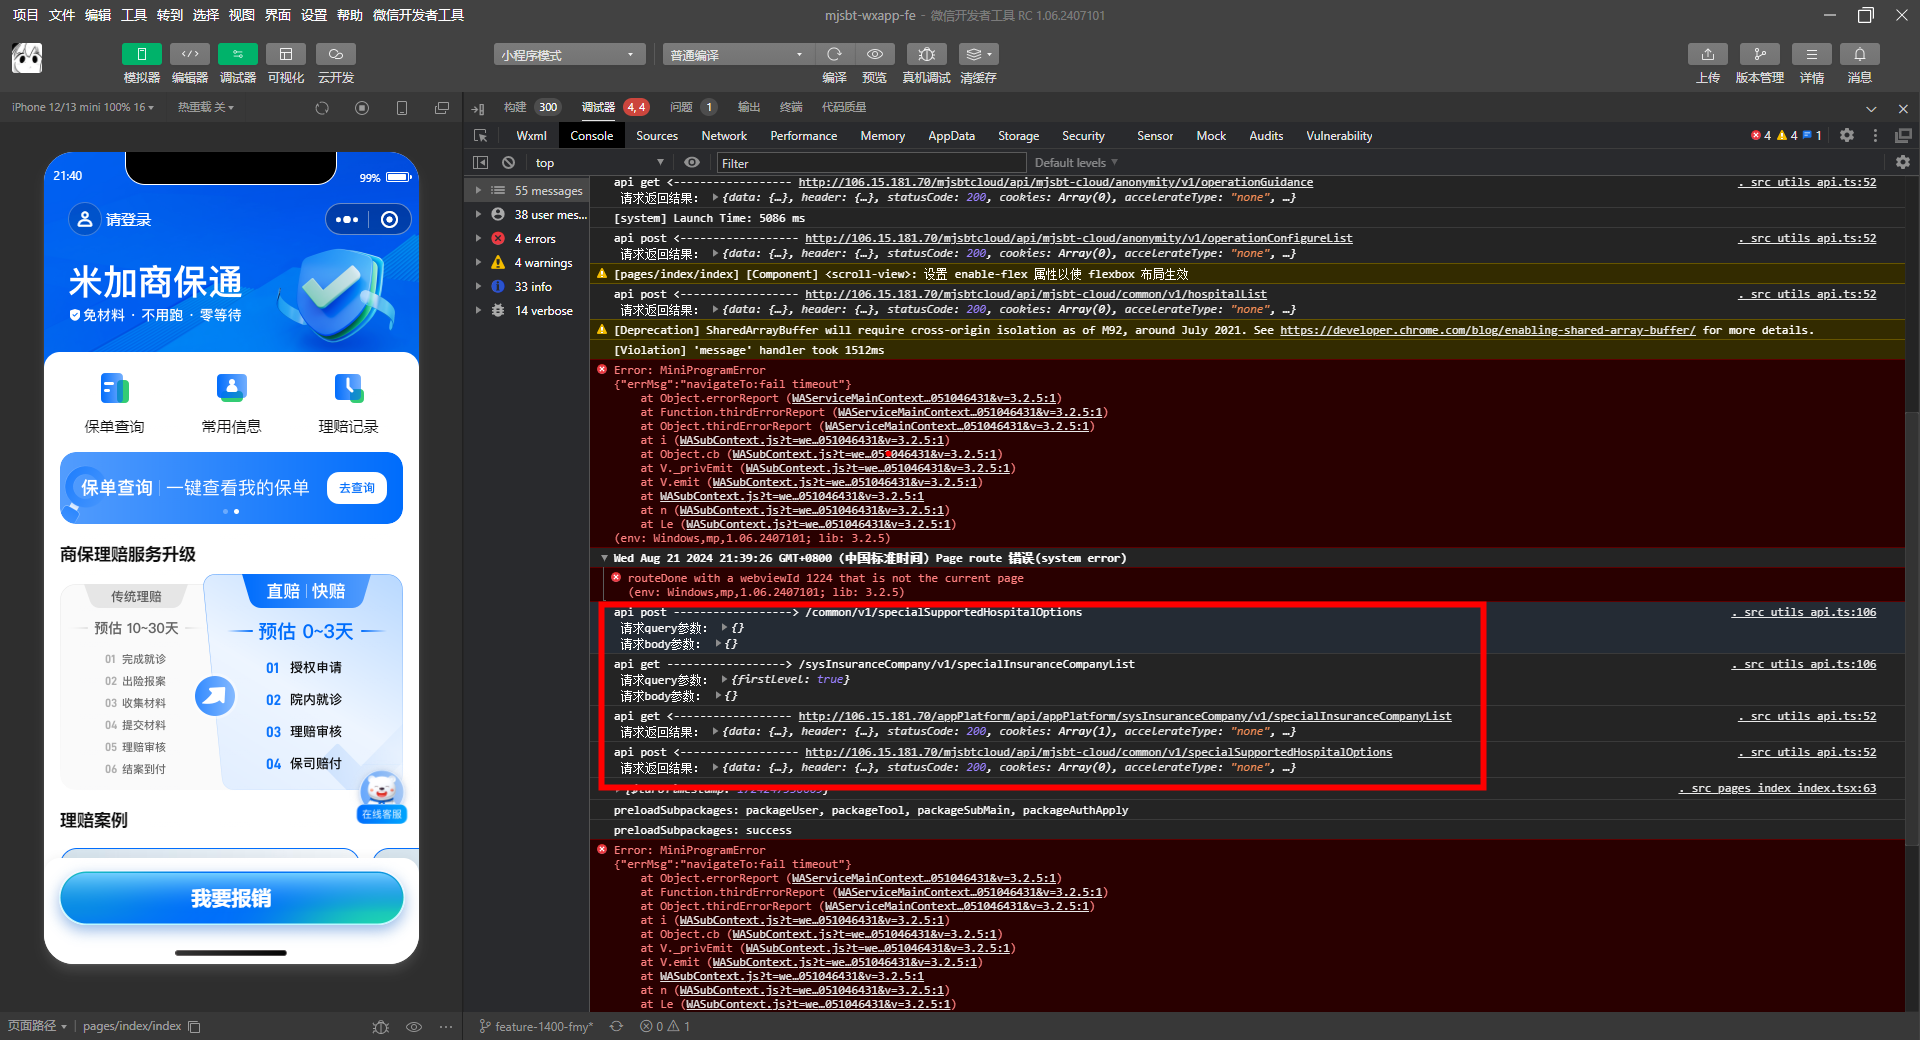 项目 文件 编辑 工具 转到 选择 视图 界面 设置 帮助 微信开发者工具
mjsbt-wxapp-fe - 微信开发者工具 RC 1.06.2407101
模拟器 编辑器 调试器 可视化 云开发
小程序模式 普通编译
编译 预览 真机调试 清缓存
上传 版本管理 详情 消息
iPhone 12/13 mini 100% 16 热重载 关
构建 300 调试器 4, 4 问题 1 输出 终端 代码质量
Wxml Console Sources Network Performance Memory AppData Storage Security Sensor Mock Audits Vulnerability
4 4 1
top Filter Default levels
55 messages
38 user mes...
4 errors
4 warnings
33 info
14 verbose
21:40 99%
请登录
米加商保通
免材料 · 不用跑 · 零等待
保单查询 常用信息 理赔记录
保单查询 一键查看我的保单 去查询
商保理赔服务升级
传统理赔
预估 10~30天
01 完成就诊
02 出险报案
03 收集材料
04 提交材料
05 理赔审核
06 结案到付
直赔 快赔
预估 0~3天
01 授权申请
02 院内就诊
03 理赔审核
04 保司赔付
在线客服
理赔案例
我要报销
api get <------------------ http://106.15.181.70/mjsbtcloud/api/mjsbt-cloud/anonymity/v1/operationGuidance . src utils api.ts:52
请求返回结果: {data: {…}, header: {…}, statusCode: 200, cookies: Array(0), accelerateType: "none", …}
[system] Launch Time: 5086 ms
api post <------------------ http://106.15.181.70/mjsbtcloud/api/mjsbt-cloud/anonymity/v1/operationConfigureList . src utils api.ts:52
请求返回结果: {data: {…}, header: {…}, statusCode: 200, cookies: Array(0), accelerateType: "none", …}
[pages/index/index] [Component] <scroll-view>: 设置 enable-flex 属性以使 flexbox 布局生效
api post <------------------ http://106.15.181.70/mjsbtcloud/api/mjsbt-cloud/common/v1/hospitalList . src utils api.ts:52
请求返回结果: {data: {…}, header: {…}, statusCode: 200, cookies: Array(0), accelerateType: "none", …}
[Deprecation] SharedArrayBuffer will require cross-origin isolation as of M92, around July 2021. See https://developer.chrome.com/blog/enabling-shared-array-buffer/ for more details.
[Violation] 'message' handler took 1512ms
Error: MiniProgramError
{"errMsg":"navigateTo:fail timeout"}
at Object.errorReport (WAServiceMainContext…051046431&v=3.2.5:1)
at Function.thirdErrorReport (WAServiceMainContext…051046431&v=3.2.5:1)
at Object.thirdErrorReport (WAServiceMainContext…051046431&v=3.2.5:1)
at i (WASubContext.js?t=we…051046431&v=3.2.5:1)
at Object.cb (WASubContext.js?t=we…051046431&v=3.2.5:1)
at V._privEmit (WASubContext.js?t=we…051046431&v=3.2.5:1)
at V.emit (WASubContext.js?t=we…051046431&v=3.2.5:1)
at WASubContext.js?t=we…051046431&v=3.2.5:1
at n (WASubContext.js?t=we…051046431&v=3.2.5:1)
at Le (WASubContext.js?t=we…051046431&v=3.2.5:1)
(env: Windows,mp,1.06.2407101; lib: 3.2.5)
Wed Aug 21 2024 21:39:26 GMT+0800 (中国标准时间) Page route 错误(system error)
routeDone with a webviewId 1224 that is not the current page
(env: Windows,mp,1.06.2407101; lib: 3.2.5)
api post ------------------> /common/v1/specialSupportedHospitalOptions . src utils api.ts:106
请求query参数: {}
请求body参数: {}
api get ------------------> /sysInsuranceCompany/v1/specialInsuranceCompanyList . src utils api.ts:106
请求query参数: {firstLevel: true}
请求body参数: {}
api get <------------------ http://106.15.181.70/appPlatform/api/appPlatform/sysInsuranceCompany/v1/specialInsuranceCompanyList . src utils api.ts:52
请求返回结果: {data: {…}, header: {…}, statusCode: 200, cookies: Array(1), accelerateType: "none", …}
api post <------------------ http://106.15.181.70/mjsbtcloud/api/mjsbt-cloud/common/v1/specialSupportedHospitalOptions . src utils api.ts:52
请求返回结果: {data: {…}, header: {…}, statusCode: 200, cookies: Array(0), accelerateType: "none", …}
. src pages index index.tsx:63
preloadSubpackages: packageUser, packageTool, packageSubMain, packageAuthApply
preloadSubpackages: success
Error: MiniProgramError
{"errMsg":"navigateTo:fail timeout"}
at Object.errorReport (WAServiceMainContext…051046431&v=3.2.5:1)
at Function.thirdErrorReport (WAServiceMainContext…051046431&v=3.2.5:1)
at Object.thirdErrorReport (WAServiceMainContext…051046431&v=3.2.5:1)
at i (WASubContext.js?t=we…051046431&v=3.2.5:1)
at Object.cb (WASubContext.js?t=we…051046431&v=3.2.5:1)
at V._privEmit (WASubContext.js?t=we…051046431&v=3.2.5:1)
at V.emit (WASubContext.js?t=we…051046431&v=3.2.5:1)
at WASubContext.js?t=we…051046431&v=3.2.5:1
at n (WASubContext.js?t=we…051046431&v=3.2.5:1)
at Le (WASubContext.js?t=we…051046431&v=3.2.5:1)
页面路径 pages/index/index
feature-1400-fmy* 0 1